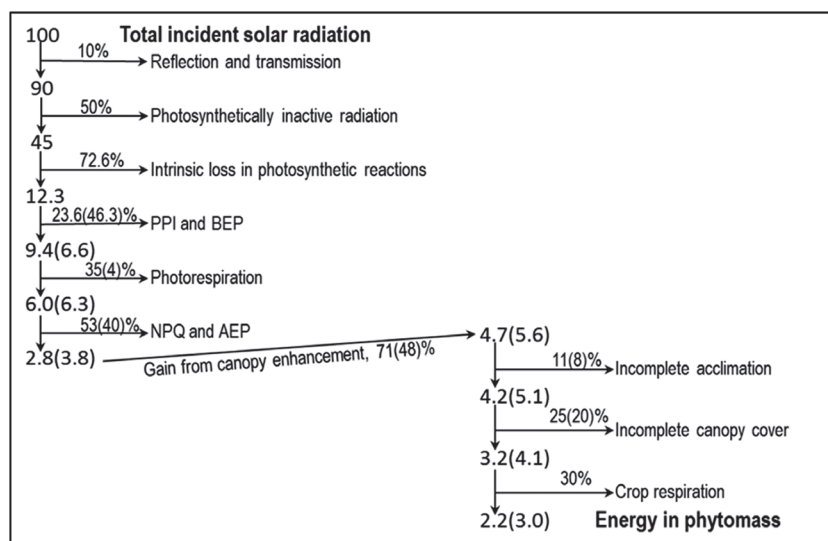 100 Total incident solar radiation
10% Reflection and transmission
90
50% Photosynthetically inactive radiation
45
72.6% Intrinsic loss in photosynthetic reactions
12.3
23.6(46.3)% PPI and BEP
9.4(6.6)
35(4)% Photorespiration
6.0(6.3)
53(40)% NPQ and AEP
2.8(3.8)
Gain from canopy enhancement, 71(48)%
4.7(5.6)
11(8)% Incomplete acclimation
4.2(5.1)
25(20)% Incomplete canopy cover
3.2(4.1)
30% Crop respiration
2.2(3.0) Energy in phytomass